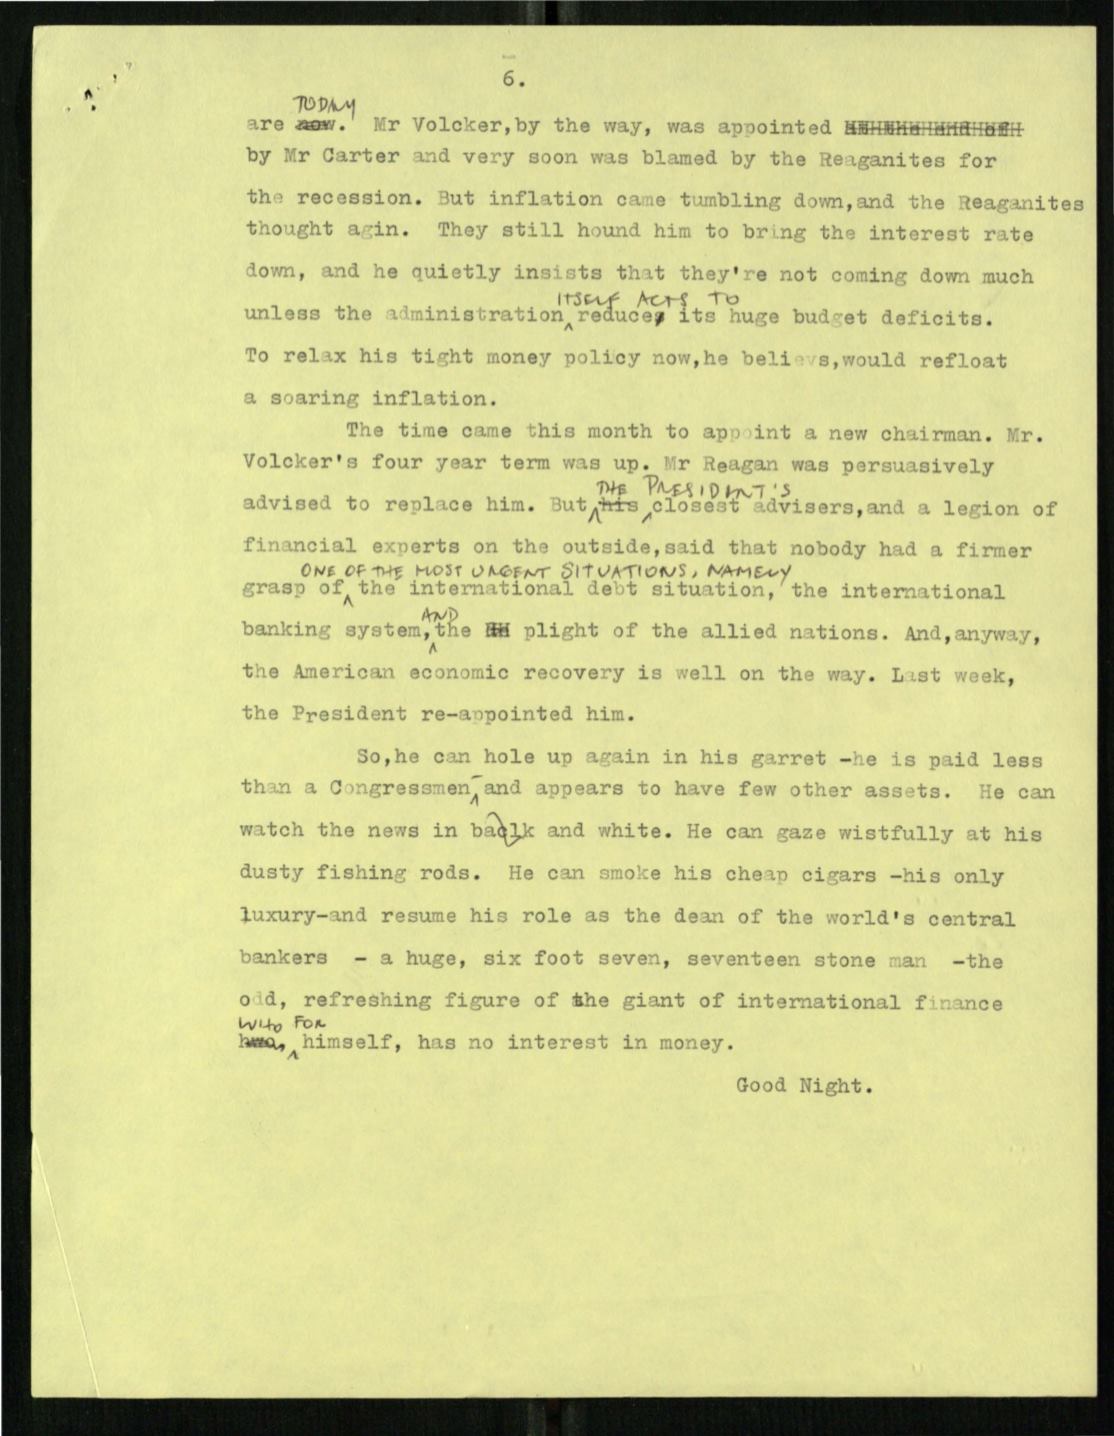 6.
TODAY
are now. Mr Volcker,by the way, was appointed at the end of
by Mr Carter and very soon was blamed by the Reaganites for
the recession. But inflation came tumbling down,and the Reaganites
thought agin. They still hound him to bring the interest rate
down, and he quietly insists that they're not coming down much
ITSELF ACTS TO
unless the administration reduces its huge budget deficits.
To relax his tight money policy now,he believs,would refloat
a soaring inflation.
The time came this month to appoint a new chairman. Mr.
Volcker's four year term was up. Mr Reagan was persuasively
THE PRESIDENT'S
advised to replace him. But his closest advisers,and a legion of
financial experts on the outside,said that nobody had a firmer
ONE OF THE MOST URGENT SITUATIONS, NAMELY
grasp of the international debt situation, the international
AND
banking system, the plight of the allied nations. And,anyway,
the American economic recovery is well on the way. Last week,
the President re-appointed him.
So,he can hole up again in his garret -he is paid less
than a Congressmen,-and appears to have few other assets. He can
watch the news in baclk and white. He can gaze wistfully at his
dusty fishing rods. He can smoke his cheap cigars -his only
luxury-and resume his role as the dean of the world's central
bankers - a huge, six foot seven, seventeen stone man -the
odd, refreshing figure of the giant of international finance
WHO FOR
himself, has no interest in money.
Good Night.